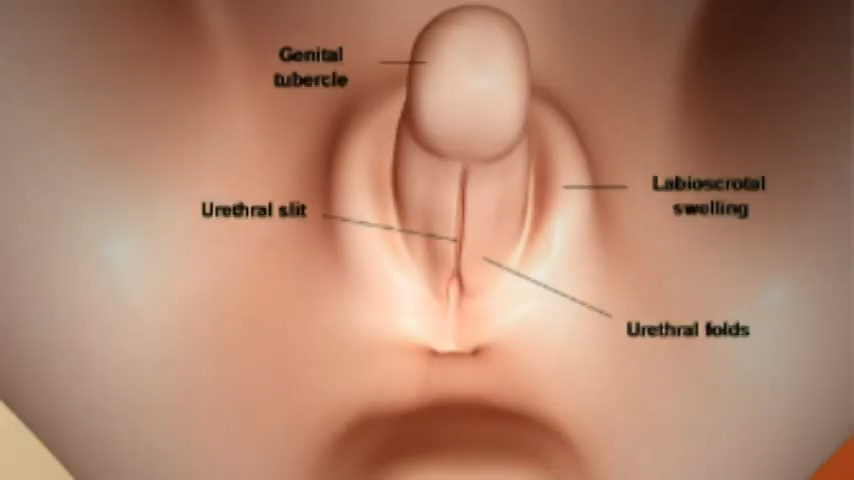 Genital
tubercle
Labioscrotal
swelling
Urethral slit
Urethral folds